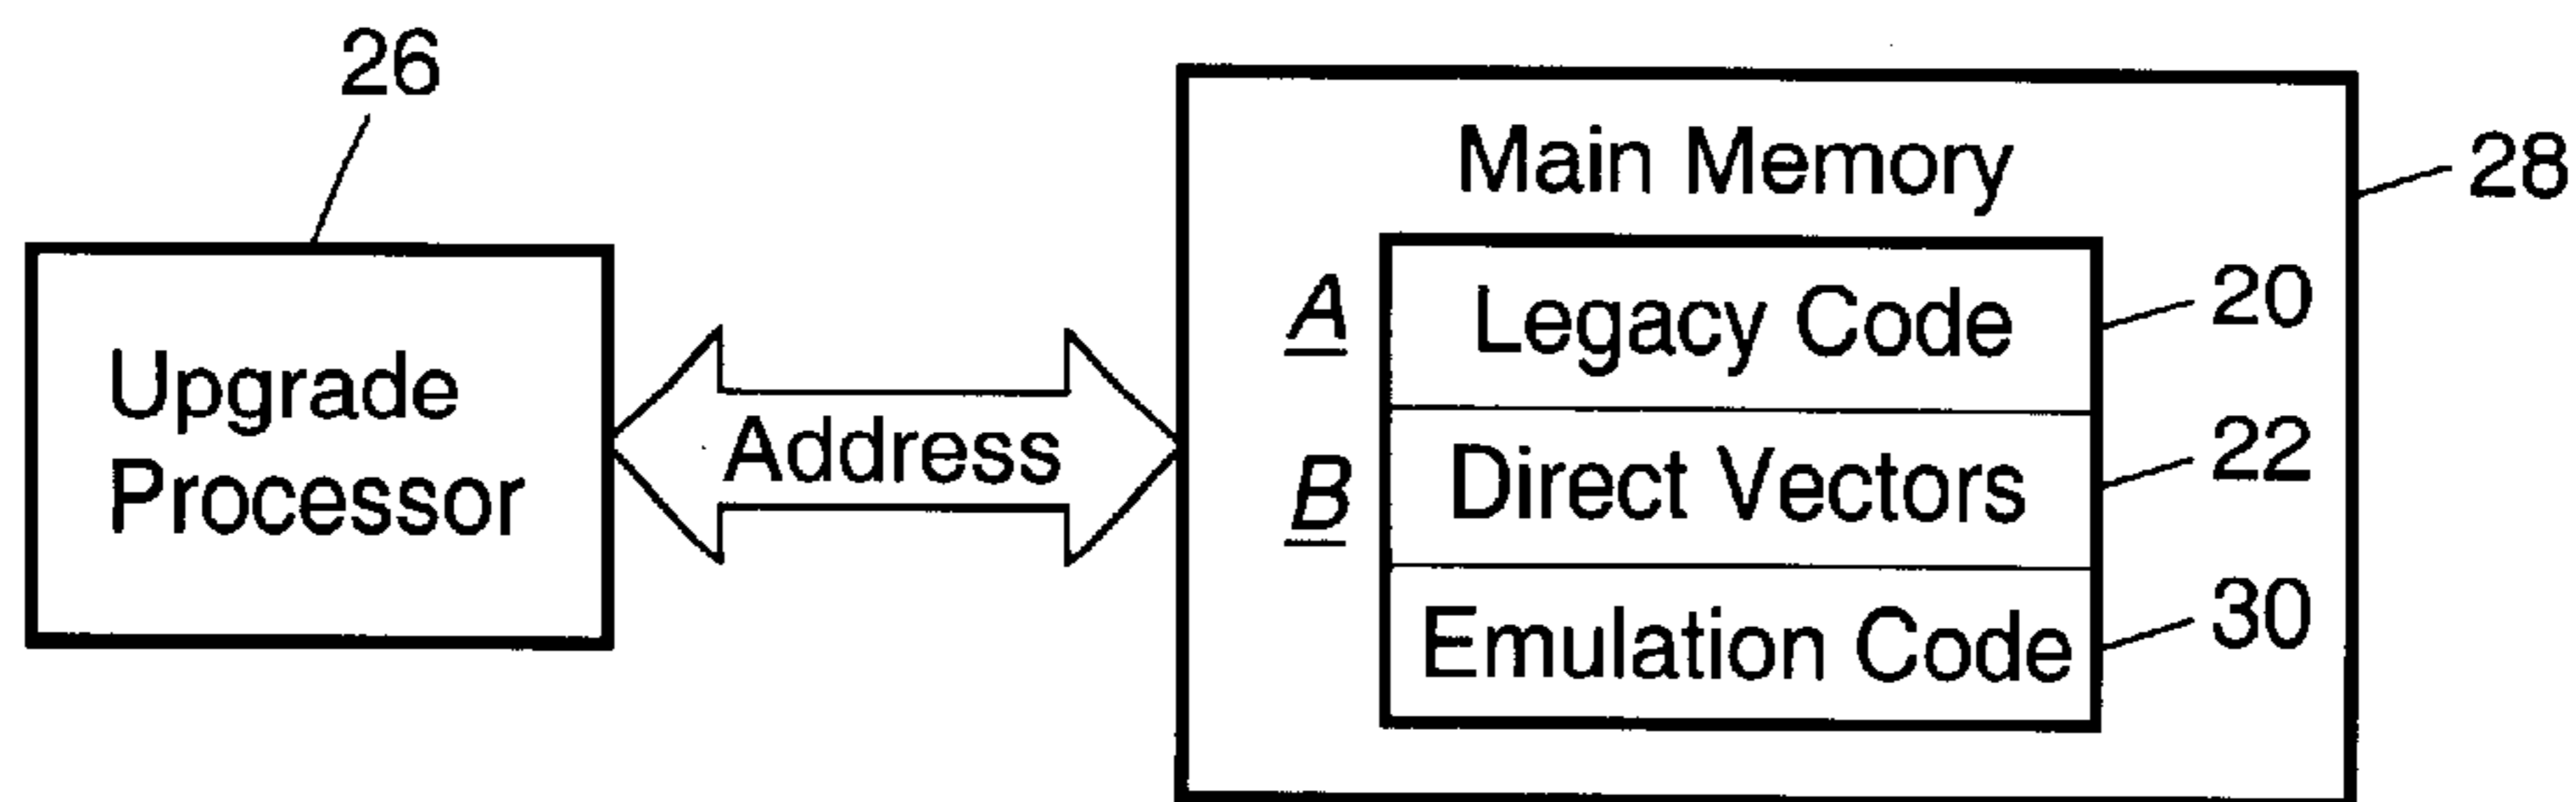 26
Main Memory
28
A
Legacy Code
20
Upgrade
Processor
Address
B
Direct Vectors
22
Emulation Code
30